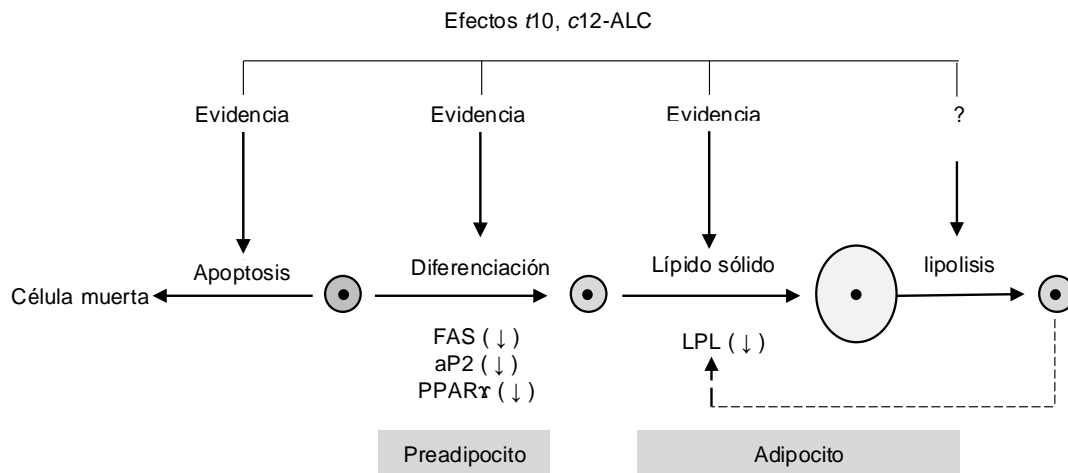 Efectos t10, c12-ALC
Evidencia Evidencia Evidencia ?
Apoptosis Diferenciación Lípido sólido lipolisis
Célula muerta
FAS (↓) LPL (↓)
aP2 (↓)
PPARϒ (↓)
Preadipocito Adipocito